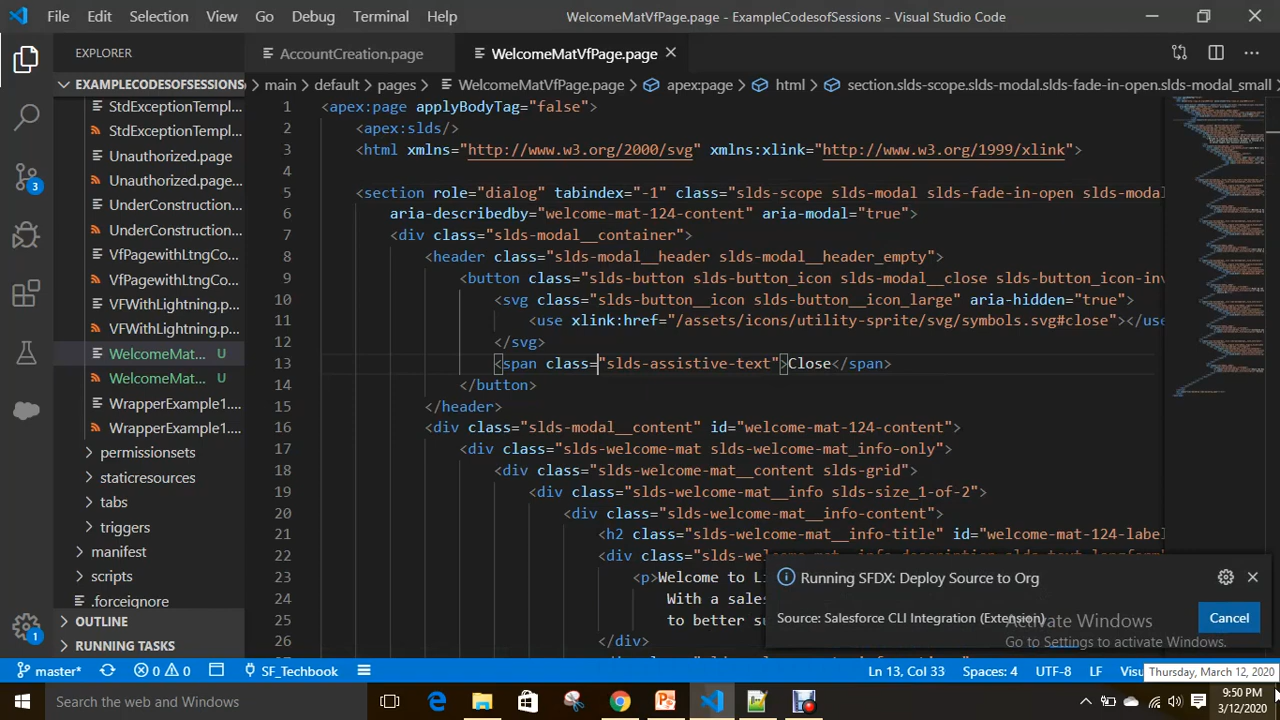 File Edit Selection View Go Debug Terminal Help WelcomeMatVfPage.page - ExampleCodesofSessions - Visual Studio Code
EXPLORER AccountCreation.page WelcomeMatVfPage.page
EXAMPLECODESOFSESSIONS main > default > pages > WelcomeMatVfPage.page > apex:page > html > section.slds-scope.slds-modal.slds-fade-in-open.slds-modal_small
StdExceptionTempl...
StdExceptionTempl...
Unauthorized.page
Unauthorized.page...
UnderConstruction...
UnderConstruction...
VfPagewithLtngCo...
VfPagewithLtngCo...
VFWithLightning.p...
VFWithLightning.p...
WelcomeMat... U
WelcomeMat... U
WrapperExample1....
WrapperExample1....
permissionsets
staticresources
tabs
triggers
manifest
scripts
.forceignore
OUTLINE
RUNNING TASKS
3
1
1 <apex:page applyBodyTag="false">
2 <apex:slds/>
3 <html xmlns="http://www.w3.org/2000/svg" xmlns:xlink="http://www.w3.org/1999/xlink">
4
5 <section role="dialog" tabindex="-1" class="slds-scope slds-modal slds-fade-in-open slds-modal
6 aria-describedby="welcome-mat-124-content" aria-modal="true">
7 <div class="slds-modal__container">
8 <header class="slds-modal__header slds-modal__header_empty">
9 <button class="slds-button slds-button_icon slds-modal__close slds-button_icon-inv
10 <svg class="slds-button__icon slds-button__icon_large" aria-hidden="true">
11 <use xlink:href="/assets/icons/utility-sprite/svg/symbols.svg#close"></use
12 </svg>
13 <span class="slds-assistive-text">Close</span>
14 </button>
15 </header>
16 <div class="slds-modal__content" id="welcome-mat-124-content">
17 <div class="slds-welcome-mat slds-welcome-mat_info-only">
18 <div class="slds-welcome-mat__content slds-grid">
19 <div class="slds-welcome-mat__info slds-size_1-of-2">
20 <div class="slds-welcome-mat__info-content">
21 <h2 class="slds-welcome-mat__info-title" id="welcome-mat-124-label
22 <div class="slds-welcome-mat__info-description slds-text-longform
23 <p>Welcome to Li
24 With a sales
25 to better su
26 </div>
Running SFDX: Deploy Source to Org
Source: Salesforce CLI Integration (Extension) Cancel
Activate Windows
Go to Settings to activate Windows.
master* 0 0 SF_Techbook Ln 13, Col 33 Spaces: 4 UTF-8 LF Visu
Thursday, March 12, 2020
Search the Web and Windows
9:50 PM
3/12/2020